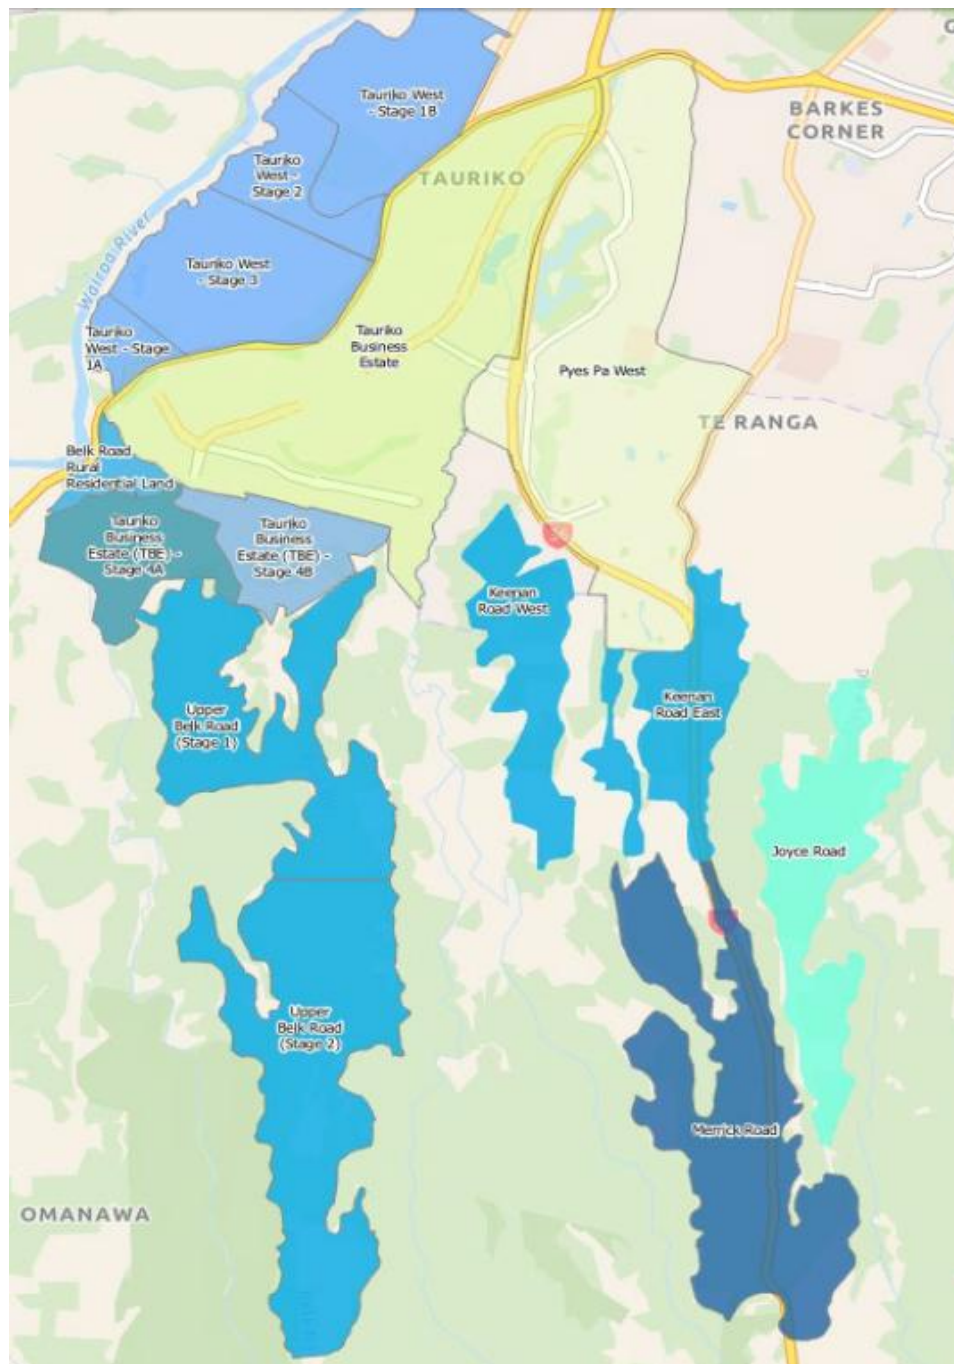 Tauriko West
- Stage 1B
BARKES
CORNER
Tauriko
West -
Stage 2
TAURIKO
Wairoa River
Tauriko West
- Stage 3
Tauriko
West - Stage
1A
Tauriko
Business
Estate
Pyes Pa West
TE RANGA
Belk Road
Rural
Residential Land
Tauriko
Business
Estate (TBE) -
Stage 4A
Tauriko
Business
Estate (TBE) -
Stage 4B
Keenan
Road West
Keenan
Road East
Upper
Belk Road
(Stage 1)
Joyce Road
Upper
Belk Road
(Stage 2)
Merrick Road
OMANAWA